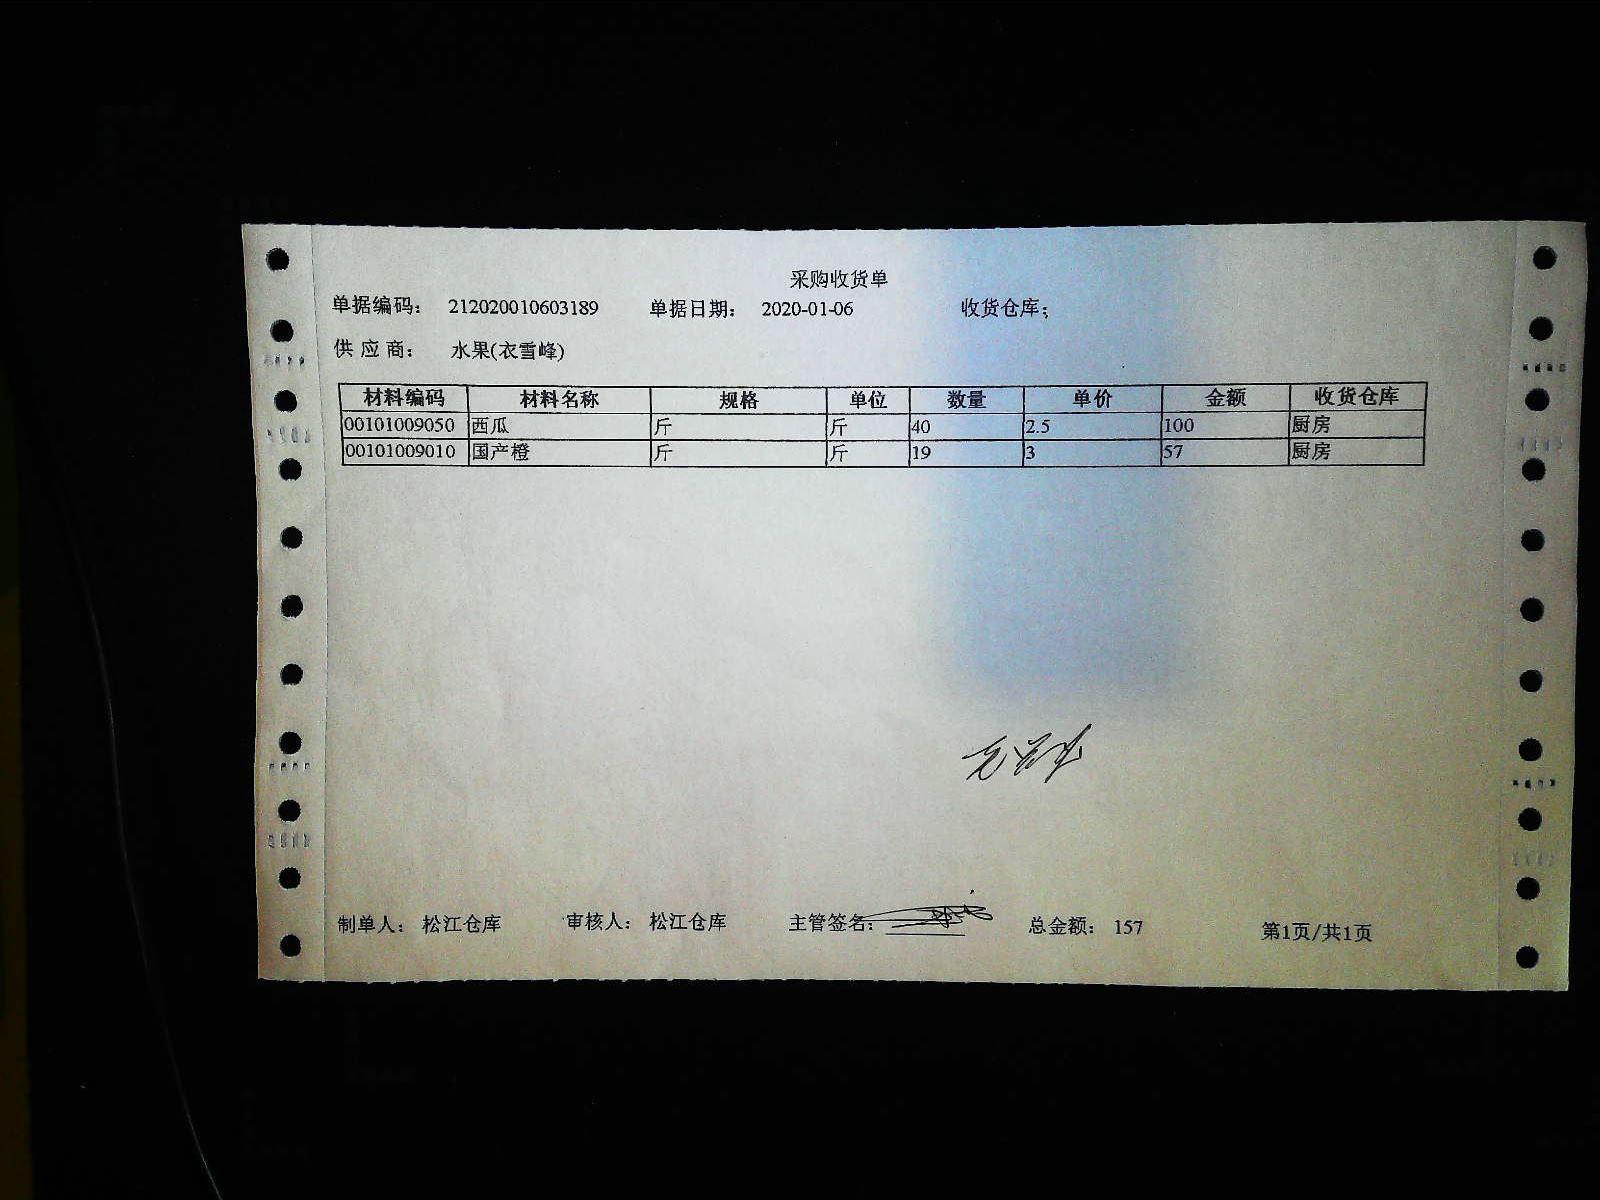 采购收货单
单据编码： 212020010603189 单据日期： 2020-01-06 收货仓库：
供 应 商： 水果(衣雪峰)
材料编码 材料名称 规格 单位 数量 单价 金额 收货仓库
00101009050 西瓜 斤 斤 40 2.5 100 厨房
00101009010 国产橙 斤 斤 19 3 57 厨房
制单人： 松江仓库 审核人： 松江仓库 主管签名： 总金额： 157 第1页/共1页